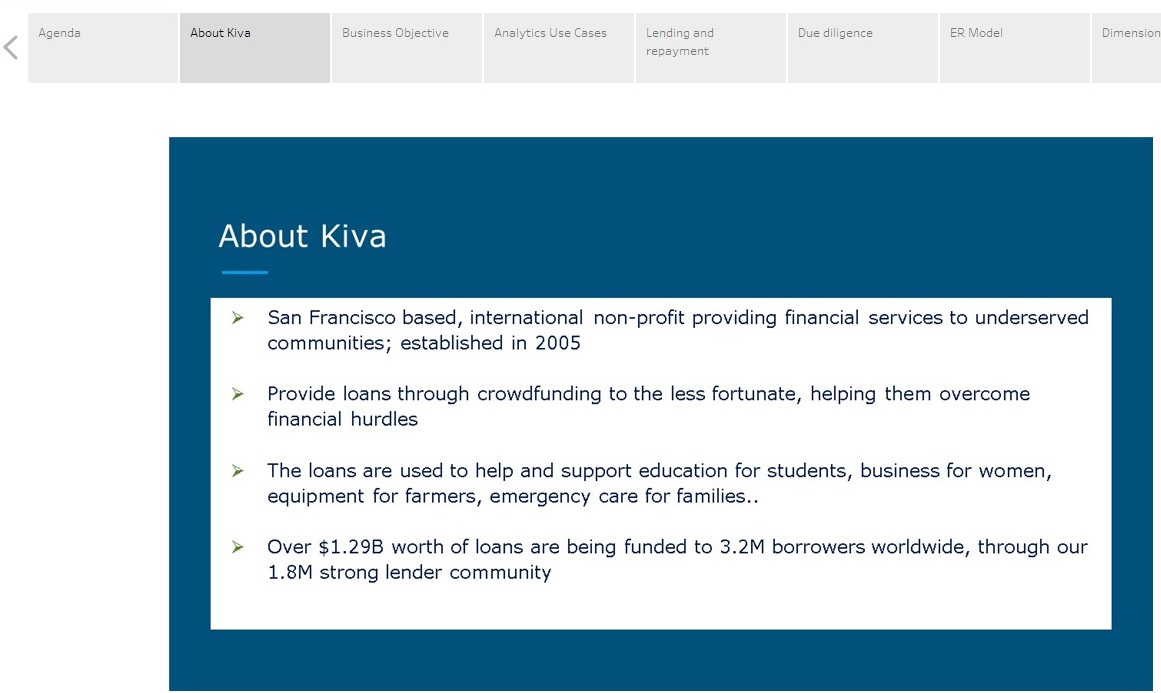 Agenda
About Kiva
Business Objective
Analytics Use Cases
Lending and
repayment
Due diligence
ER Model
Dimension
About Kiva
San Francisco based, international non-profit providing financial services to underserved
communities; established in 2005
Provide loans through crowdfunding to the less fortunate, helping them overcome
financial hurdles
The loans are used to help and support education for students, business for women,
equipment for farmers, emergency care for families..
Over $1.29B worth of loans are being funded to 3.2M borrowers worldwide, through our
1.8M strong lender community